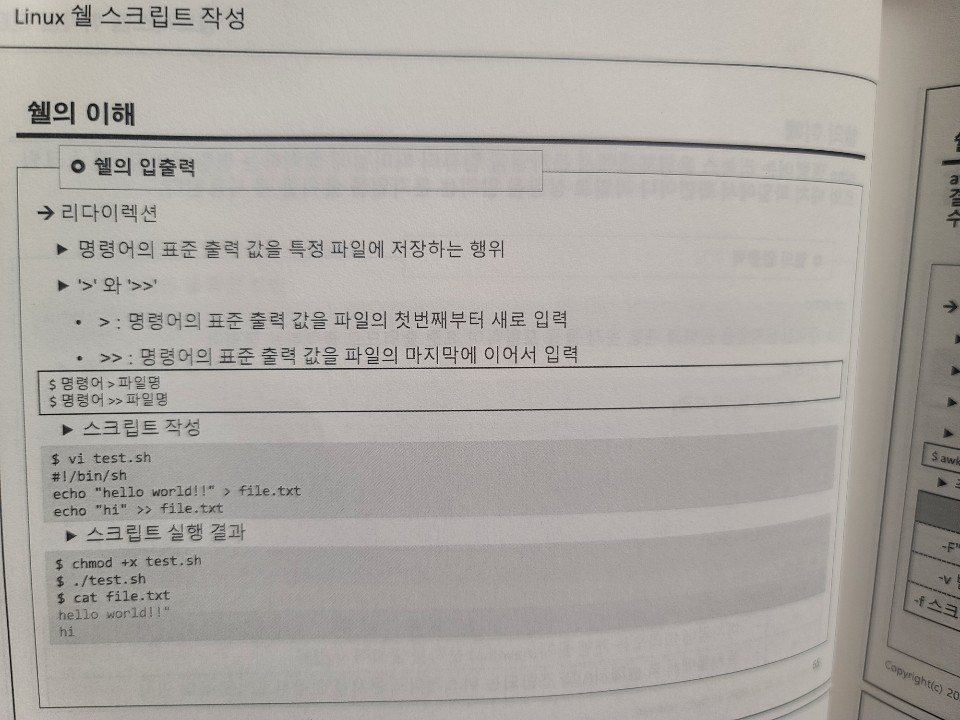 Linux 쉘 스크립트 작성
쉘의 이해
쉘의 입출력
→ 리다이렉션
▶ 명령어의 표준 출력 값을 특정 파일에 저장하는 행위
▶ '>' 와 '>>'
• > : 명령어의 표준 출력 값을 파일의 첫번째부터 새로 입력
• >> : 명령어의 표준 출력 값을 파일의 마지막에 이어서 입력
$ 명령어 > 파일명
$ 명령어 >> 파일명
▶ 스크립트 작성
$ vi test.sh
#!/bin/sh
echo "hello world!!" > file.txt
echo "hi" >> file.txt
▶ 스크립트 실행 결과
$ chmod +x test.sh
$ ./test.sh
$ cat file.txt
hello world!!"
hi
$ awk
-F"
-v
-f 스크
Copyright(c) 20